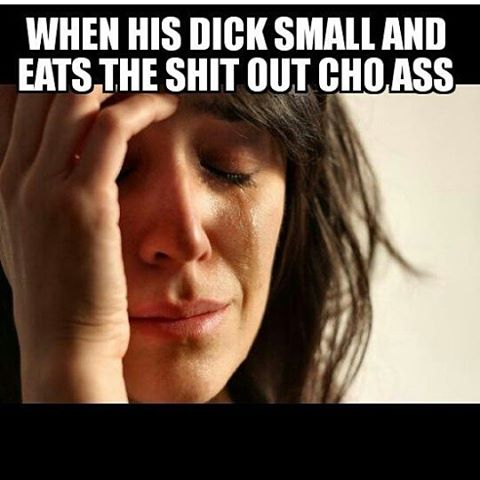 WHEN HIS DICK SMALL AND
EATS THE SHIT OUT CHO ASS